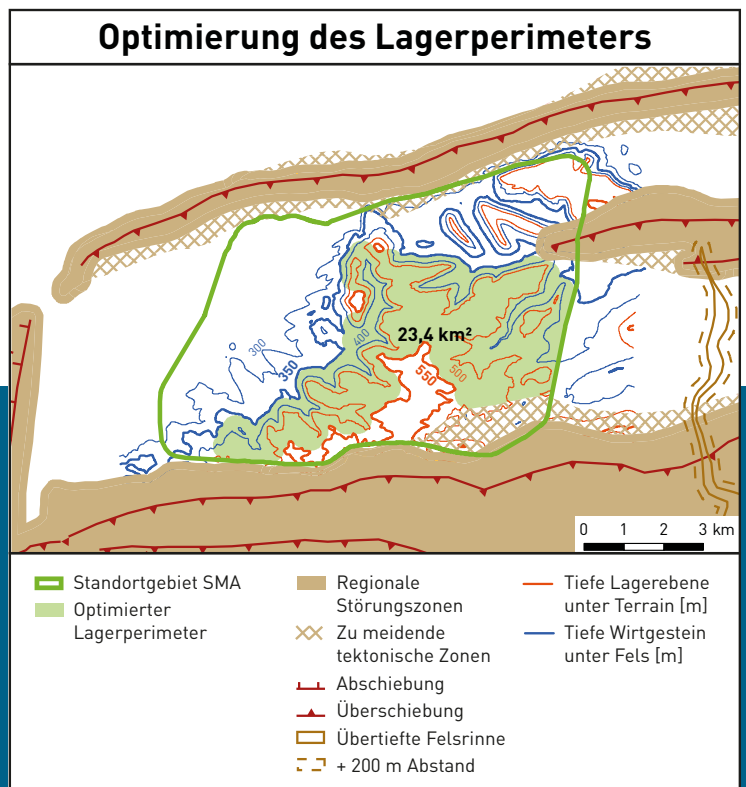 Optimierung des Lagerperimeters
23,4 km²
300
350
400
500
550
0 1 2 3 km
Standortgebiet SMA
Optimierter
Lagerperimeter
Regionale
Störungszonen
Zu meidende
tektonische Zonen
Abschiebung
Überschiebung
Übertiefte Felsrinne
+ 200 m Abstand
Tiefe Lagerebene
unter Terrain [m]
Tiefe Wirtgestein
unter Fels [m]